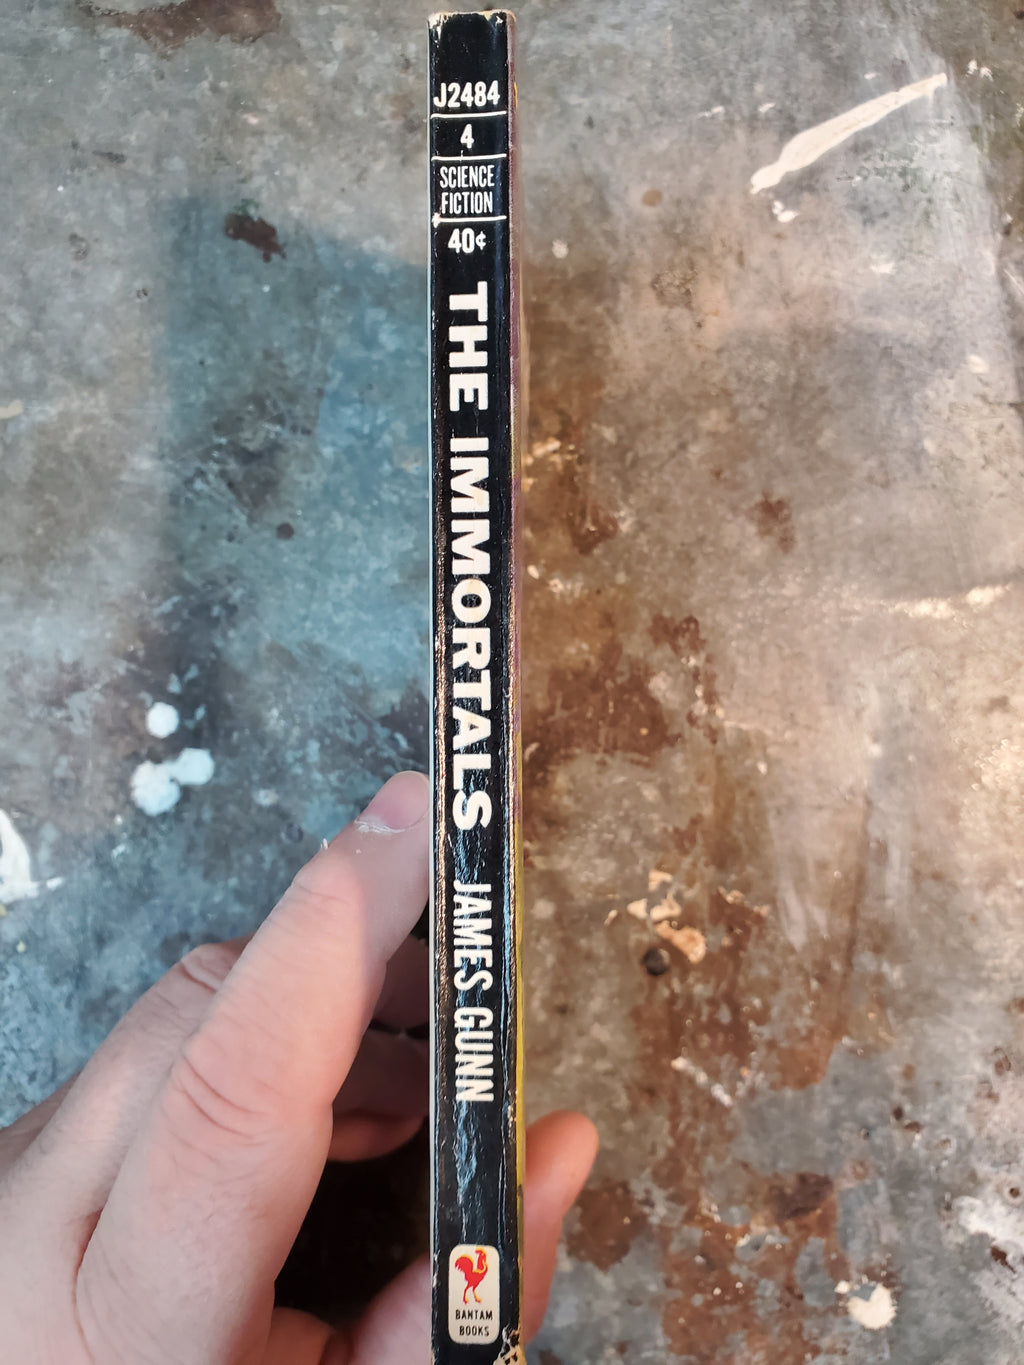 J2484
4
SCIENCE
FICTION
40¢
THE IMMORTALS JAMES GUNN
BANTAM
BOOKS